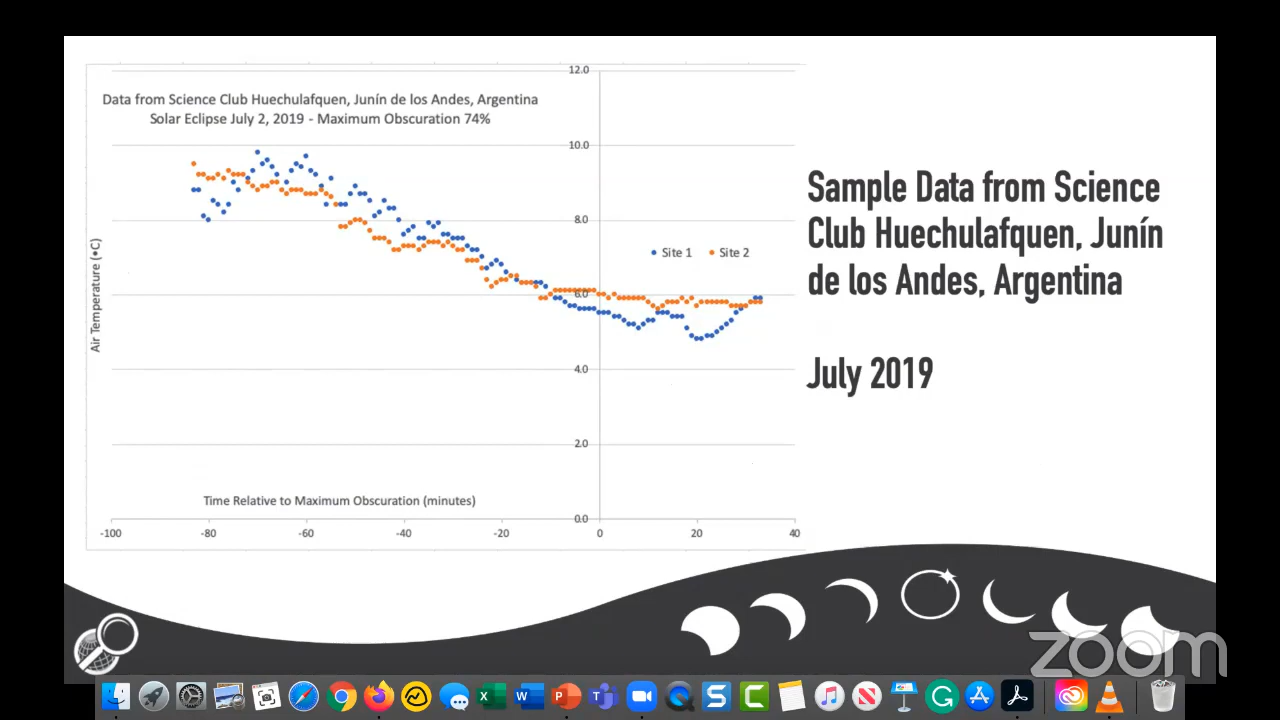 12.0
Data from Science Club Huechulafquen, Junín de los Andes, Argentina
Solar Eclipse July 2, 2019 - Maximum Obscuration 74%
10.0
8.0
Site 1 Site 2
6.0
Air Temperature (•C)
4.0
2.0
Time Relative to Maximum Obscuration (minutes)
0.0
-100 -80 -60 -40 -20 0 20 40
Sample Data from Science
Club Huechulafquen, Junín
de los Andes, Argentina
July 2019
zoom